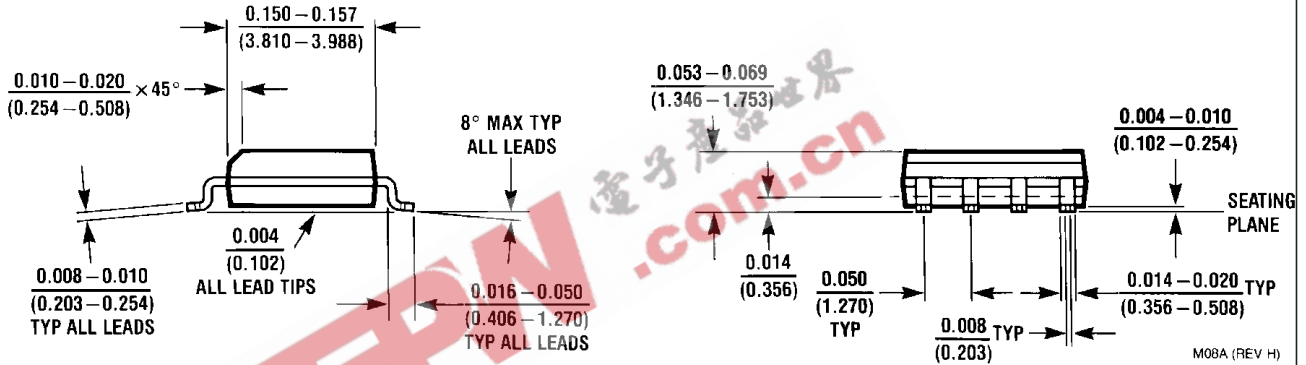 0.150 – 0.157
(3.810 – 3.988)
0.010 – 0.020 × 45°
(0.254 – 0.508)
8° MAX TYP
ALL LEADS
0.004
(0.102)
ALL LEAD TIPS
0.008 – 0.010
(0.203 – 0.254)
TYP ALL LEADS
0.016 – 0.050
(0.406 – 1.270)
TYP ALL LEADS
0.053 – 0.069
(1.346 – 1.753)
0.004 – 0.010
(0.102 – 0.254)
SEATING
PLANE
0.014
(0.356)
0.050
(1.270)
TYP
0.008 TYP
(0.203)
0.014 – 0.020 TYP
(0.356 – 0.508)
M08A (REV H)
電子産品世界
.com.cn